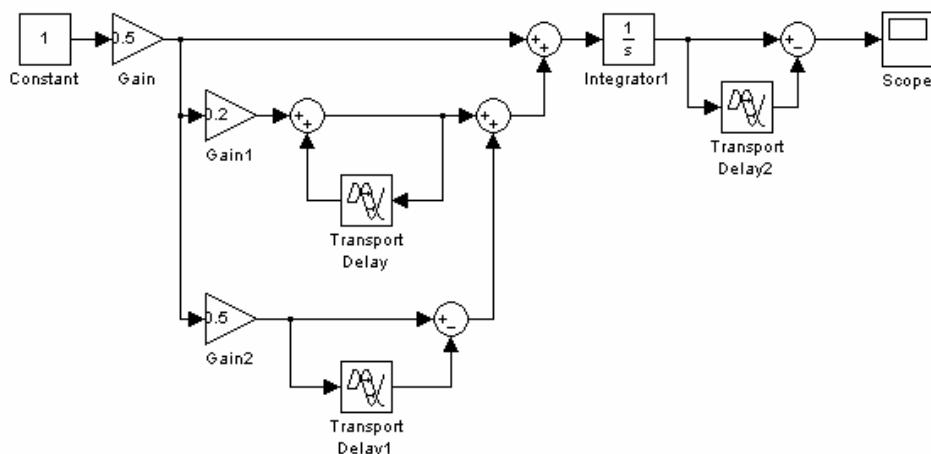 1
Constant
0.5
Gain
+
+
1
s
Integrator1
+
−
Scope
0.2
Gain1
+
+
+
+
Transport
Delay2
Transport
Delay
0.5
Gain2
+
−
Transport
Delay1